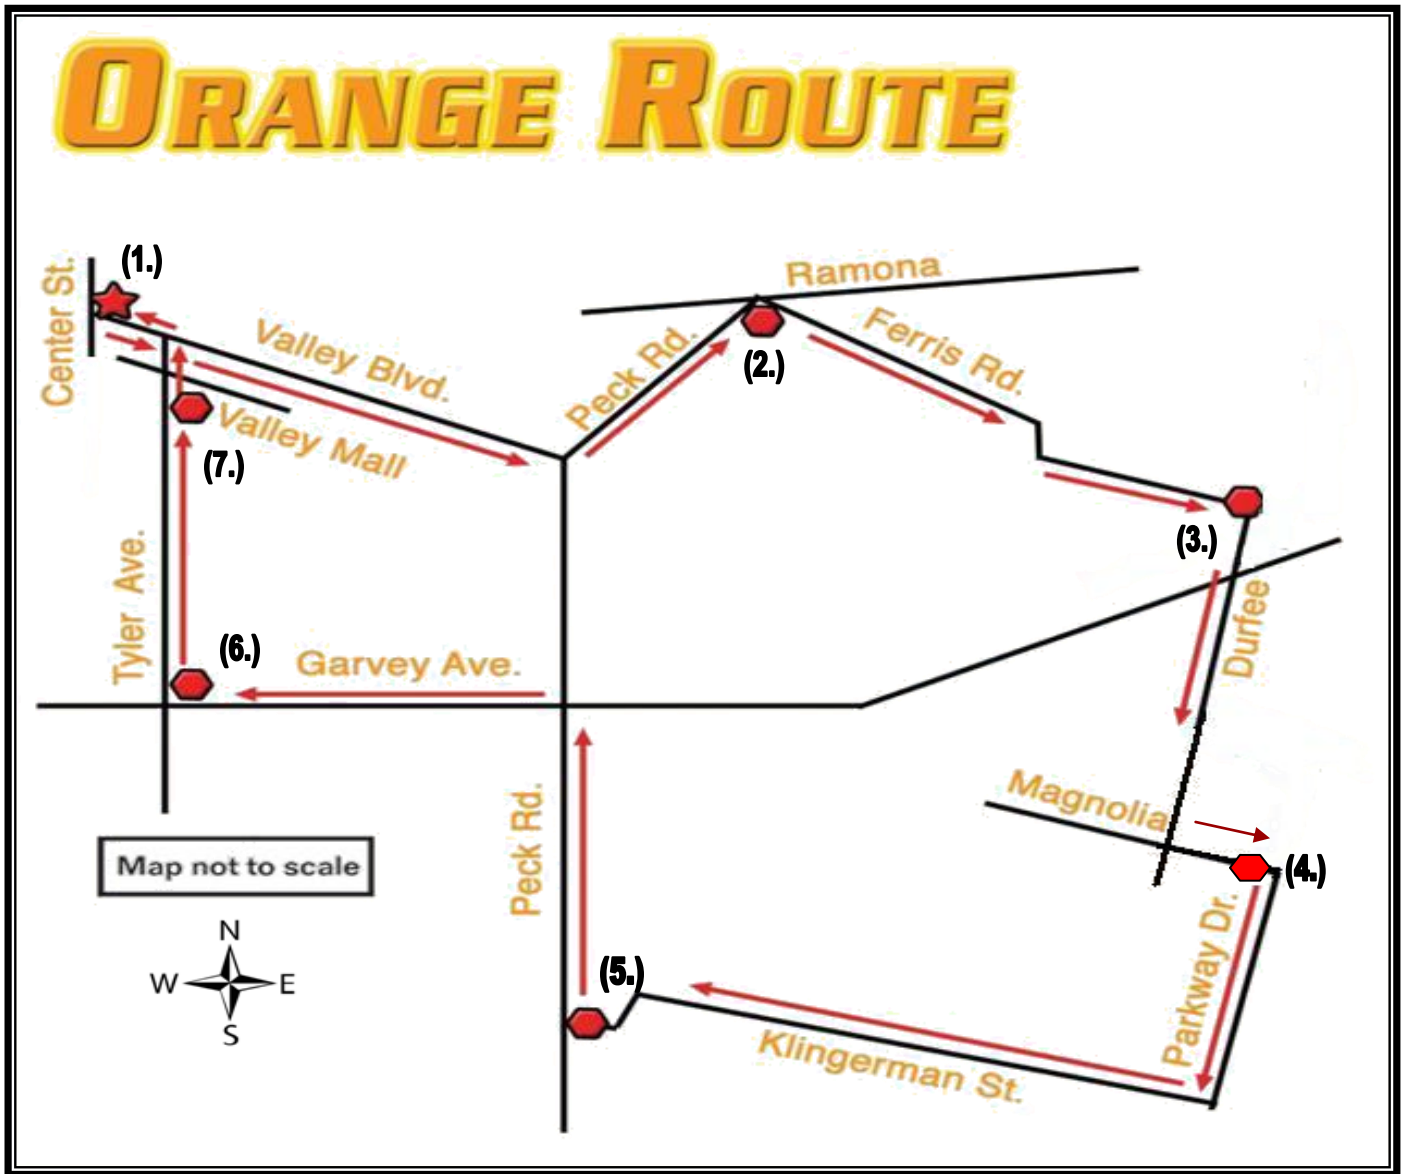 ORANGE ROUTE
(1.)
Center St.
Valley Blvd.
Valley Mall
(7.)
Ramona
Peck Rd.
(2.)
Ferris Rd.
(3.)
Durfee
Tyler Ave.
(6.)
Garvey Ave.
Magnolia
(4.)
Parkway Dr.
Peck Rd.
(5.)
Klingerman St.
Map not to scale
N
W E
S